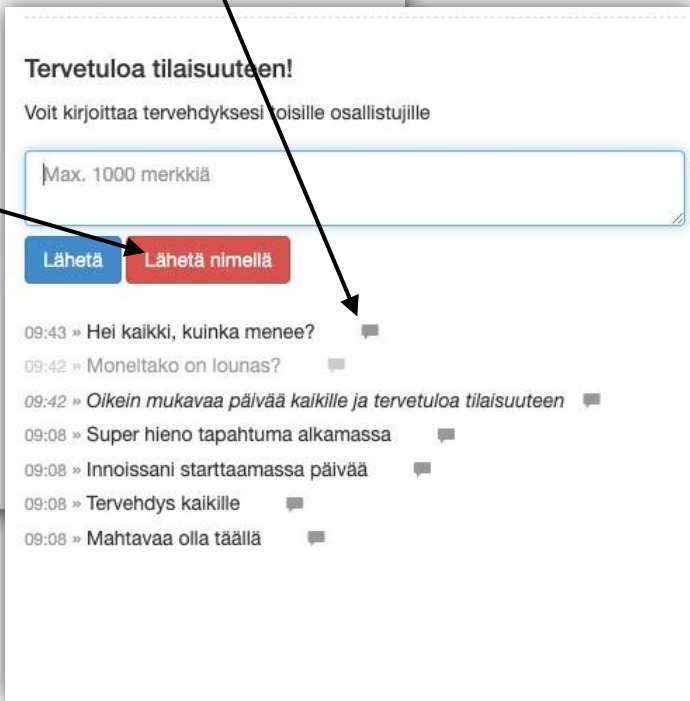 Tervetuloa tilaisuuteen!
Voit kirjoittaa tervehdyksesi toisille osallistujille
Max. 1000 merkkiä
Lähetä Lähetä nimellä
09:43 » Hei kaikki, kuinka menee?
09:42 » Moneltako on lounas?
09:42 » Oikein mukavaa päivää kaikille ja tervetuloa tilaisuuteen
09:08 » Super hieno tapahtuma alkamassa
09:08 » Innoissani starttaamassa päivää
09:08 » Tervehdys kaikille
09:08 » Mahtavaa olla täällä